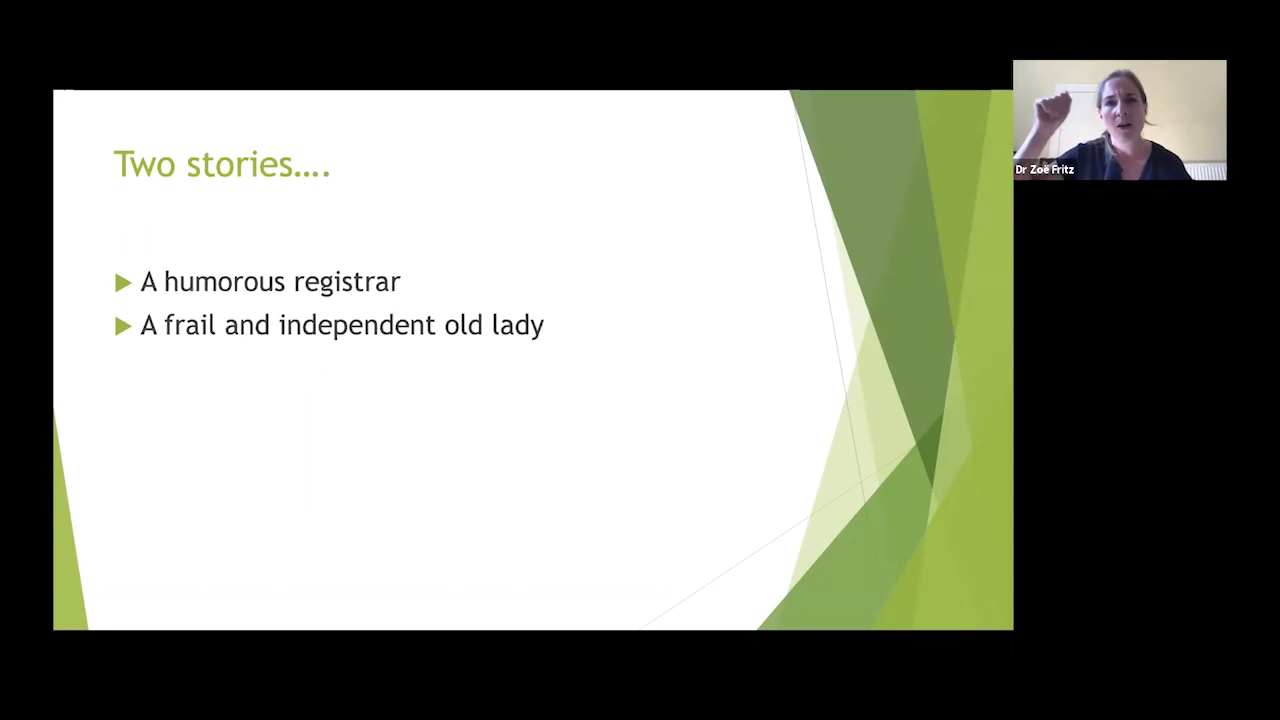 Two stories....
A humorous registrar
A frail and independent old lady
Dr Zoë Fritz